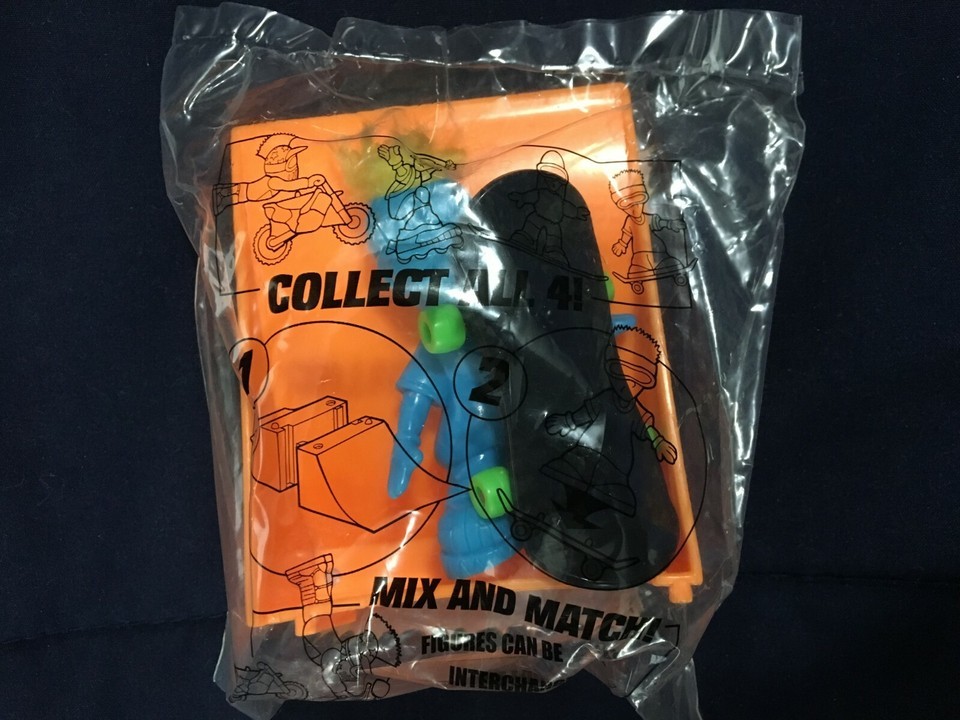 COLLECT ALL 4!
1
2
MIX AND MATCH!
FIGURES CAN BE